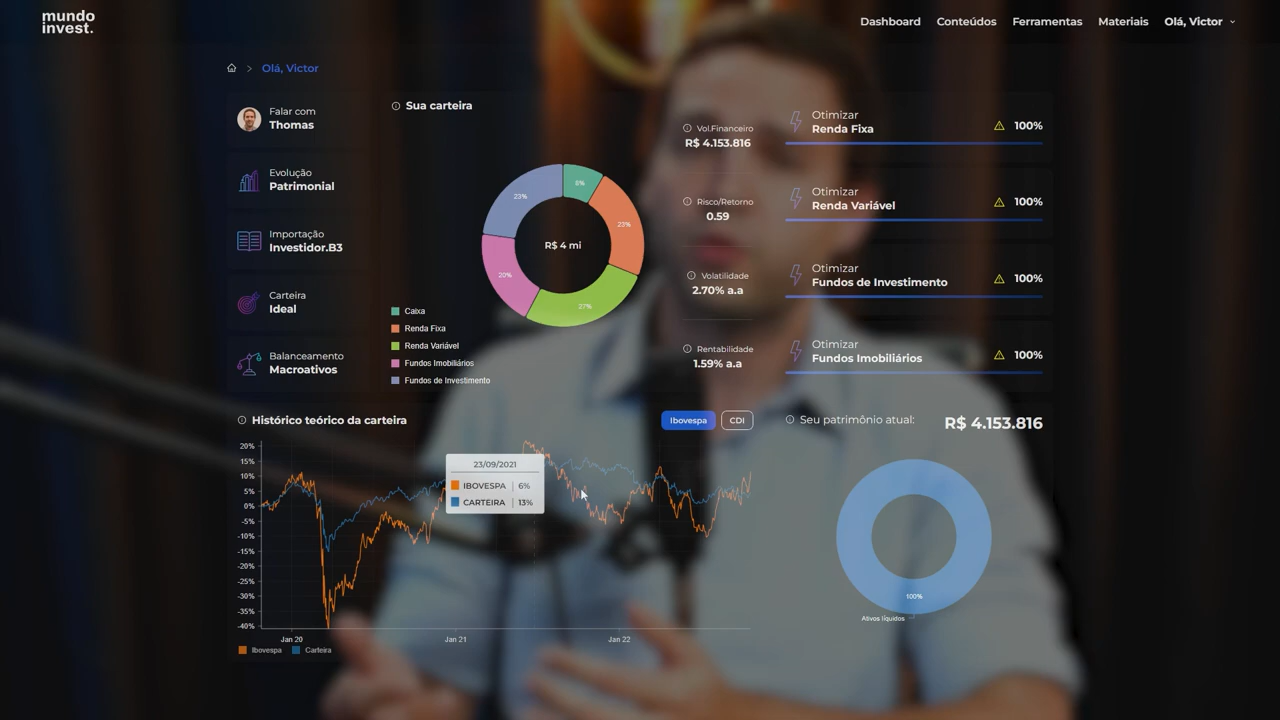 mundo
invest.
Dashboard
Conteúdos
Ferramentas
Materiais
Olá, Victor
Olá, Victor
Falar com
Thomas
Evolução
Patrimonial
Importação
Investidor.B3
Carteira
Ideal
Balanceamento
Macroativos
Sua carteira
8%
23%
27%
20%
23%
R$ 4 mi
Caixa
Renda Fixa
Renda Variável
Fundos Imobiliários
Fundos de Investimento
Vol.Financeiro
R$ 4.153.816
Risco/Retorno
0.59
Volatilidade
2.70% a.a
Rentabilidade
1.59% a.a
Otimizar
Renda Fixa
100%
Otimizar
Renda Variável
100%
Otimizar
Fundos de Investimento
100%
Otimizar
Fundos Imobiliários
100%
Histórico teórico da carteira
Ibovespa
CDI
20%
15%
10%
5%
0%
-5%
-10%
-15%
-20%
-25%
-30%
-35%
-40%
23/09/2021
IBOVESPA 6%
CARTEIRA 13%
Jan 20
Jan 21
Jan 22
Ibovespa
Carteira
Seu patrimônio atual:
R$ 4.153.816
100%
Ativos líquidos